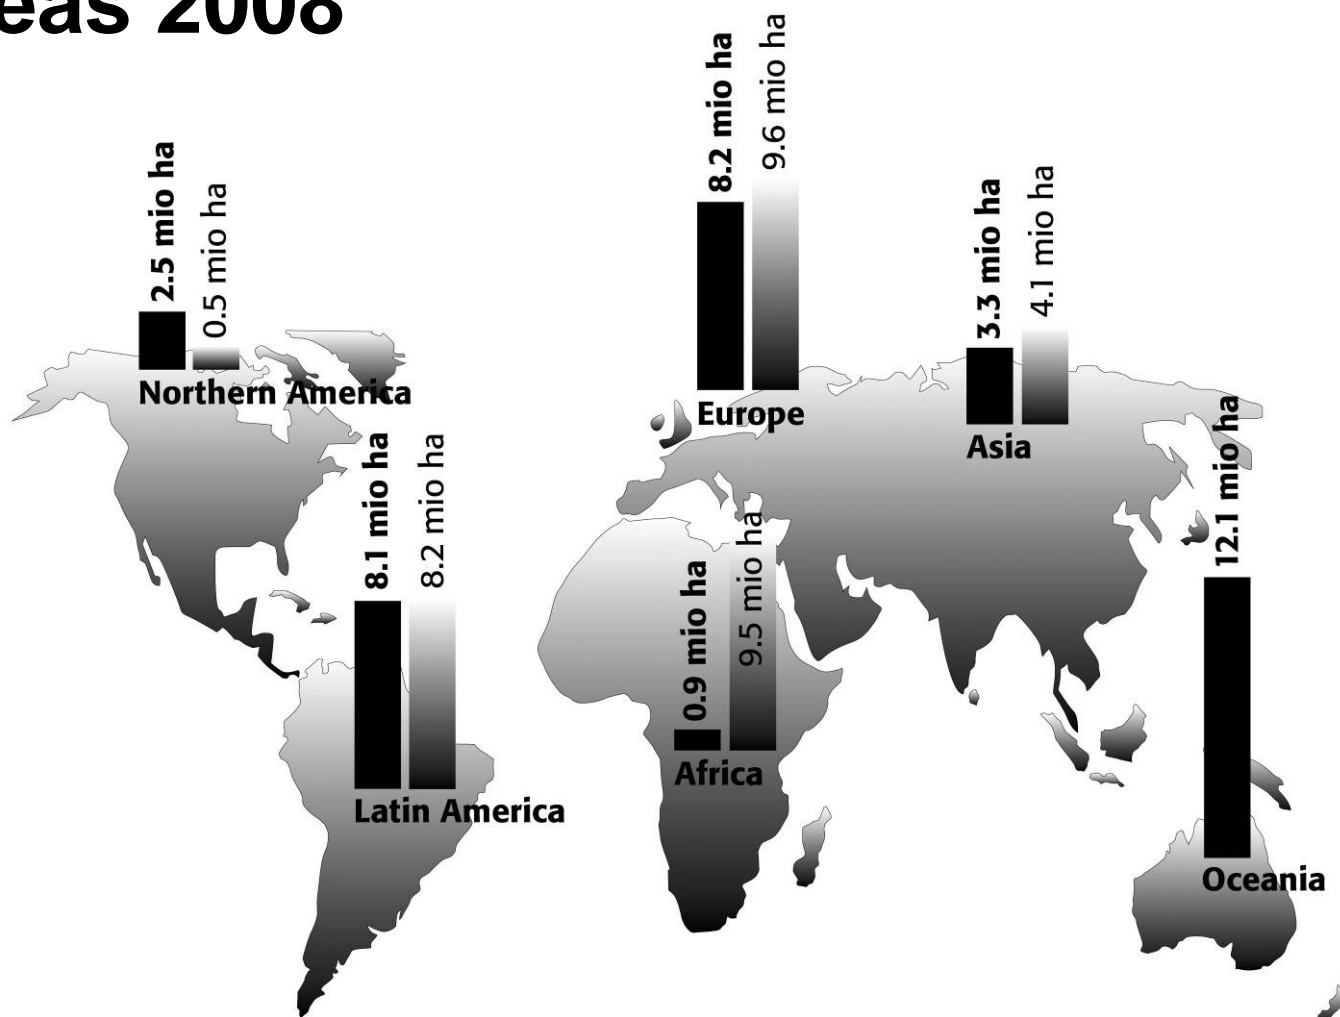 eas 2008
2.5 mio ha
0.5 mio ha
Northern America
8.1 mio ha
8.2 mio ha
Latin America
8.2 mio ha
9.6 mio ha
Europe
0.9 mio ha
9.5 mio ha
Africa
3.3 mio ha
4.1 mio ha
Asia
12.1 mio ha
Oceania